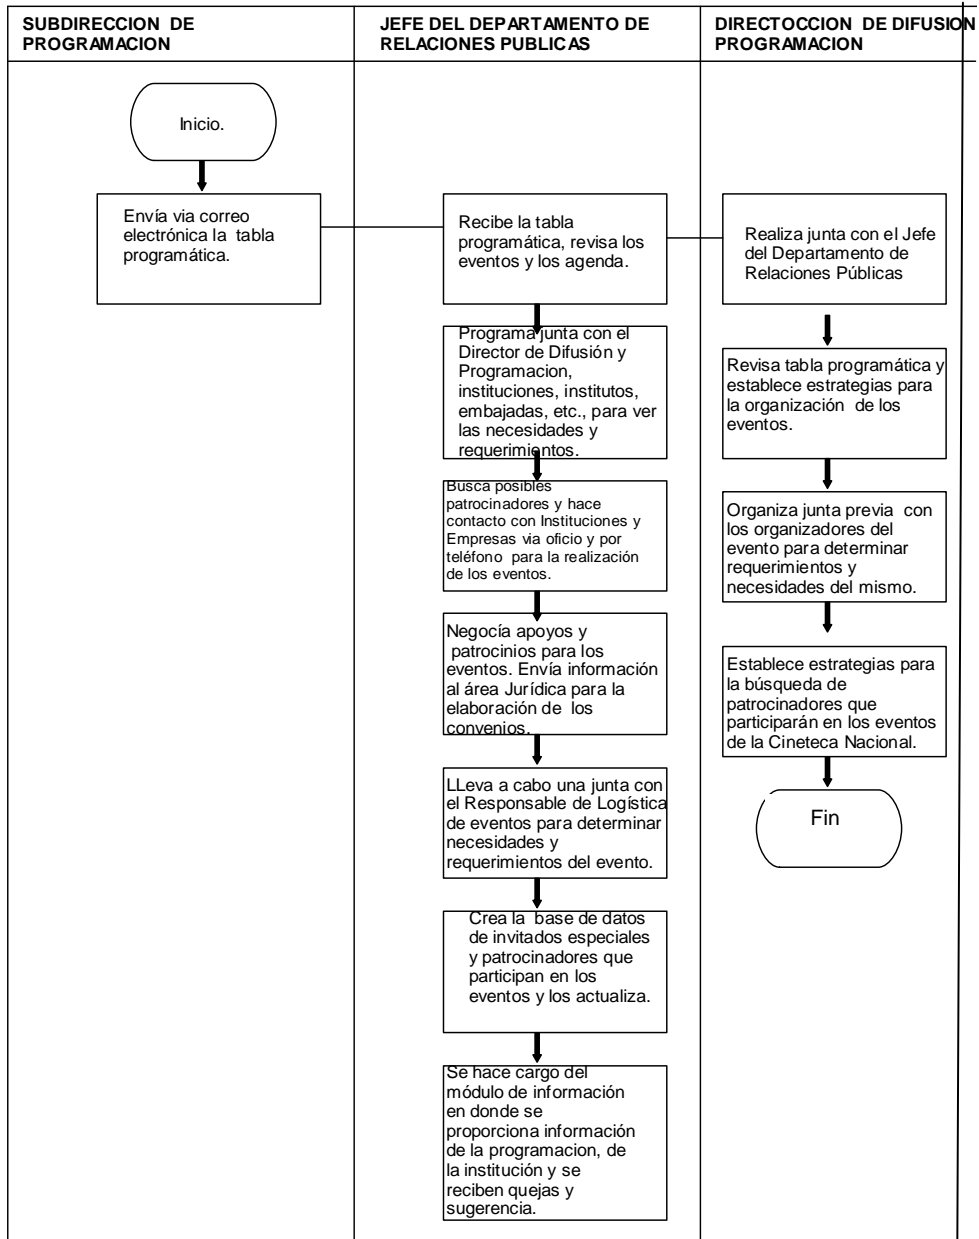 SUBDIRECCION  DE
PROGRAMACION
JEFE DEL DEPARTAMENTO DE
RELACIONES PUBLICAS
DIRECTOCCION  DE DIFUSION
PROGRAMACION
Inicio.
Envía via correo
electrónica la  tabla
programática.
Recibe la tabla
programática, revisa los
eventos y los agenda.
Realiza junta con el Jefe
del Departamento de
Relaciones Públicas
Programa junta con el
Director de Difusión y
Programacion,
instituciones, institutos,
embajadas, etc., para ver
las necesidades y
requerimientos.
Busca posibles
patrocinadores y hace
contacto con Instituciones y
Empresas via oficio y por
teléfono  para la realización
de los eventos.
Negocía apoyos y
patrocinios para los
eventos. Envía información
al área Jurídica para la
elaboración de  los
convenios.
LLeva a cabo una junta con
el Responsable de Logística
de eventos para determinar
necesidades y
requerimientos del evento.
Crea la  base de datos
de invitados especiales
y patrocinadores que
participan en los
eventos y los actualiza.
Se hace cargo del
módulo de información
en donde se
proporciona información
de la programacion, de
la institución y se
reciben quejas y
sugerencia.
Revisa tabla programática y
establece estrategias para
la organización  de los
eventos.
Organiza junta previa  con
los organizadores del
evento para determinar
requerimientos y
necesidades del mismo.
Establece estrategias para
la búsqueda de
patrocinadores que
participarán en los eventos
de la Cineteca Nacional.
Fin